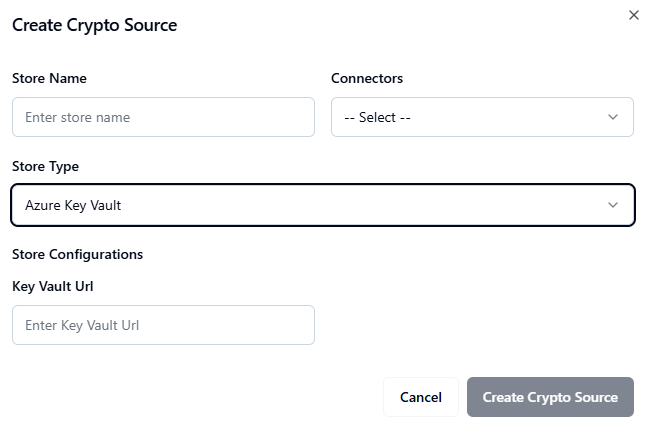 Create Crypto Source
Store Name
Connectors
Enter store name
-- Select --
Store Type
Azure Key Vault
Store Configurations
Key Vault Url
Enter Key Vault Url
Cancel
Create Crypto Source